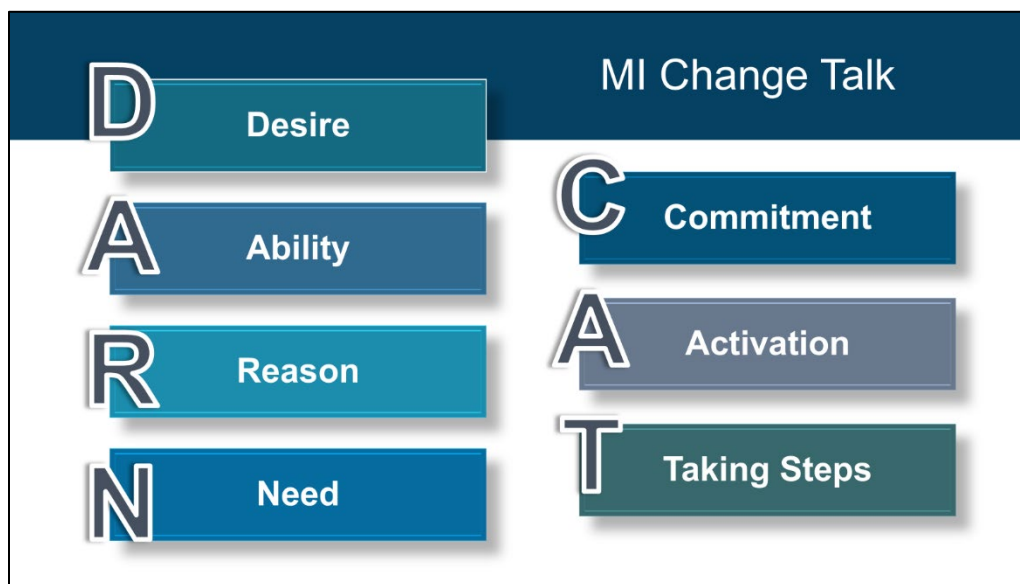 MI Change Talk
D
Desire
A
Ability
R
Reason
N
Need
C
Commitment
A
Activation
T
Taking Steps